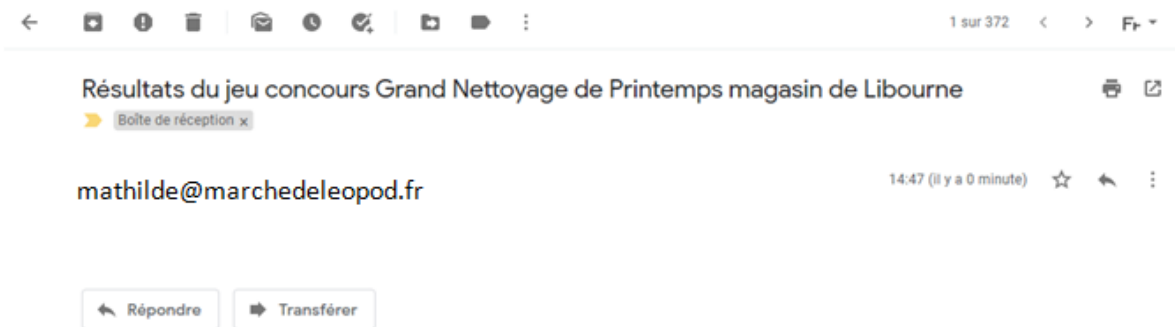 1 sur 372
Résultats du jeu concours Grand Nettoyage de Printemps magasin de Libourne
Boîte de réception x
mathilde@marchedeleopod.fr
14:47 (il y a 0 minute)
Répondre
Transférer